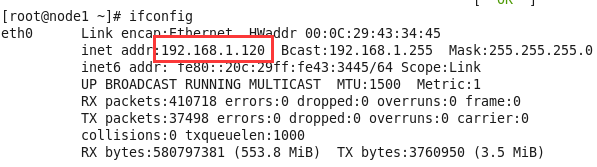 [ OK ]
[root@node1 ~]# ifconfig
eth0 Link encap:Ethernet HWaddr 00:0C:29:43:34:45
inet addr:192.168.1.120 Bcast:192.168.1.255 Mask:255.255.255.0
inet6 addr: fe80::20c:29ff:fe43:3445/64 Scope:Link
UP BROADCAST RUNNING MULTICAST MTU:1500 Metric:1
RX packets:410718 errors:0 dropped:0 overruns:0 frame:0
TX packets:37498 errors:0 dropped:0 overruns:0 carrier:0
collisions:0 txqueuelen:1000
RX bytes:580797381 (553.8 MiB) TX bytes:3760950 (3.5 MiB)